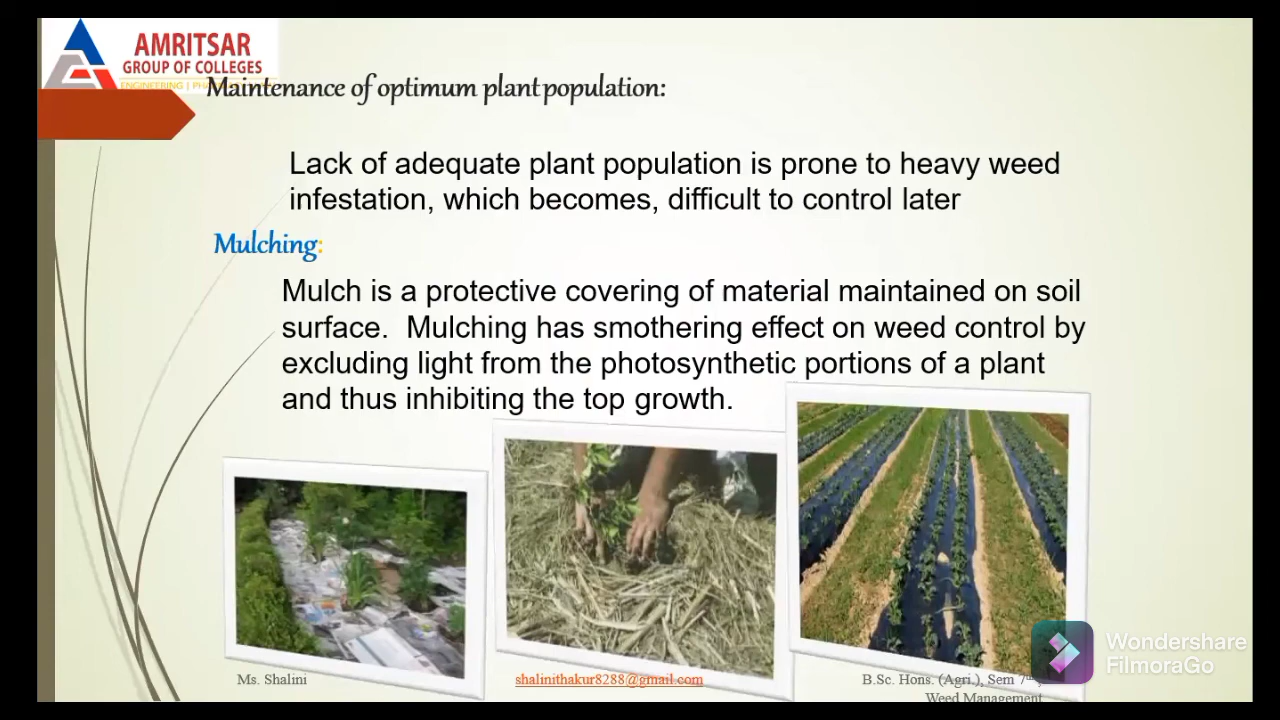 AMRITSAR
GROUP OF COLLEGES
Maintenance of optimum plant population:
Lack of adequate plant population is prone to heavy weed
infestation, which becomes, difficult to control later
Mulching:
Mulch is a protective covering of material maintained on soil
surface. Mulching has smothering effect on weed control by
excluding light from the photosynthetic portions of a plant
and thus inhibiting the top growth.
Wondershare
FilmoraGo
Ms. Shalini
shalinithakur8288@gmail.com
B.Sc. Hons. (Agri.), Sem 7th,
Weed Management